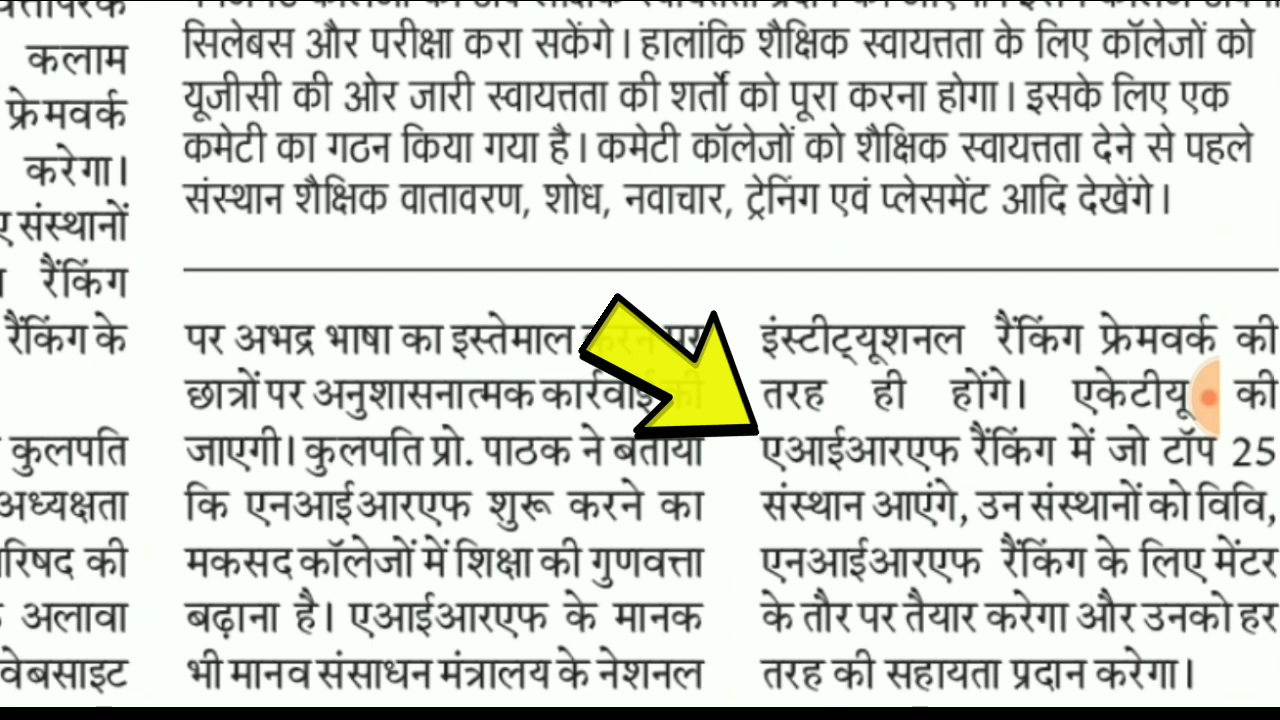 कलाम
फ्रेमवर्क
करेगा।
संस्थानों
रैंकिंग
रैंकिंग के
कुलपति
अध्यक्षता
की
अलावा
वेबसाइट
सिलेबस और परीक्षा करा सकेंगे। हालांकि शैक्षिक स्वायत्तता के लिए कॉलेजों को
यूजीसी की ओर जारी स्वायत्तता की शर्तो को पूरा करना होगा। इसके लिए एक
कमेटी का गठन किया गया है। कमेटी कॉलेजों को शैक्षिक स्वायत्तता देने से पहले
संस्थान शैक्षिक वातावरण, शोध, नवाचार, ट्रेनिंग एवं प्लेसमेंट आदि देखेंगे।
पर अभद्र भाषा का इस्तेमाल करने पर
छात्रों पर अनुशासनात्मक कार्रवाई की
जाएगी। कुलपति प्रो. पाठक ने बताया
कि एनआईआरएफ शुरू करने का
मकसद कॉलेजों में शिक्षा की गुणवत्ता
बढ़ाना है। एआईआरएफ के मानक
भी मानव संसाधन मंत्रालय के नेशनल
इंस्टीट्यूशनल रैंकिंग फ्रेमवर्क की
तरह ही होंगे। एकेटीयू की
एआईआरएफ रैंकिंग में जो टॉप 25
संस्थान आएंगे, उन संस्थानों को विवि,
एनआईआरएफ रैंकिंग के लिए मेंटर
के तौर पर तैयार करेगा और उनको हर
तरह की सहायता प्रदान करेगा।